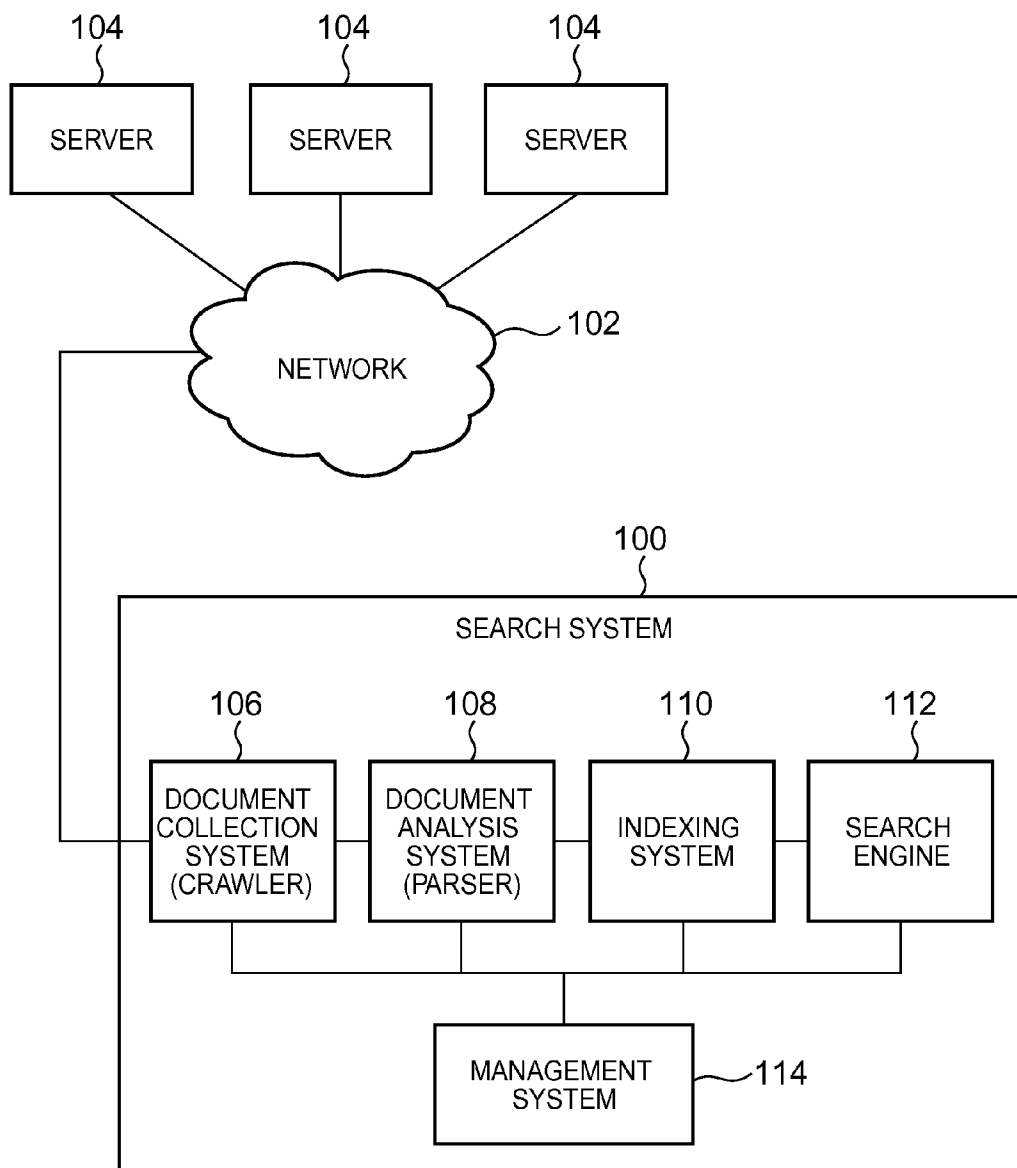 104
104
104
SERVER
SERVER
SERVER
102
NETWORK
100
SEARCH SYSTEM
106
108
110
112
DOCUMENT
COLLECTION
SYSTEM
(CRAWLER)
DOCUMENT
ANALYSIS
SYSTEM
(PARSER)
INDEXING
SYSTEM
SEARCH
ENGINE
MANAGEMENT
SYSTEM
114